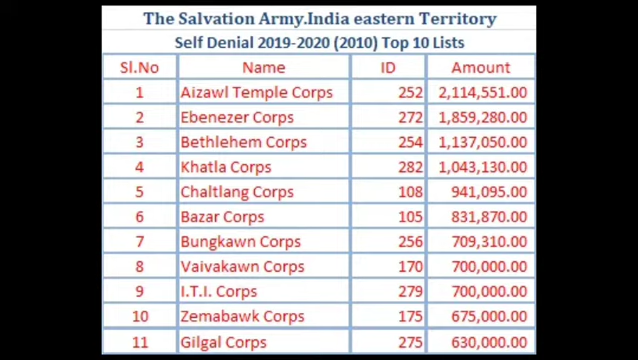 The Salvation Army.India eastern Territory
Self Denial 2019-2020 (2010) Top 10 Lists
Sl.No Name ID Amount
1 Aizawl Temple Corps 252 2,114,551.00
2 Ebenezer Corps 272 1,859,280.00
3 Bethlehem Corps 254 1,137,050.00
4 Khatla Corps 282 1,043,130.00
5 Chaltlang Corps 108 941,095.00
6 Bazar Corps 105 831,870.00
7 Bungkawn Corps 256 709,310.00
8 Vaivakawn Corps 170 700,000.00
9 I.T.I. Corps 279 700,000.00
10 Zemabawk Corps 175 675,000.00
11 Gilgal Corps 275 630,000.00